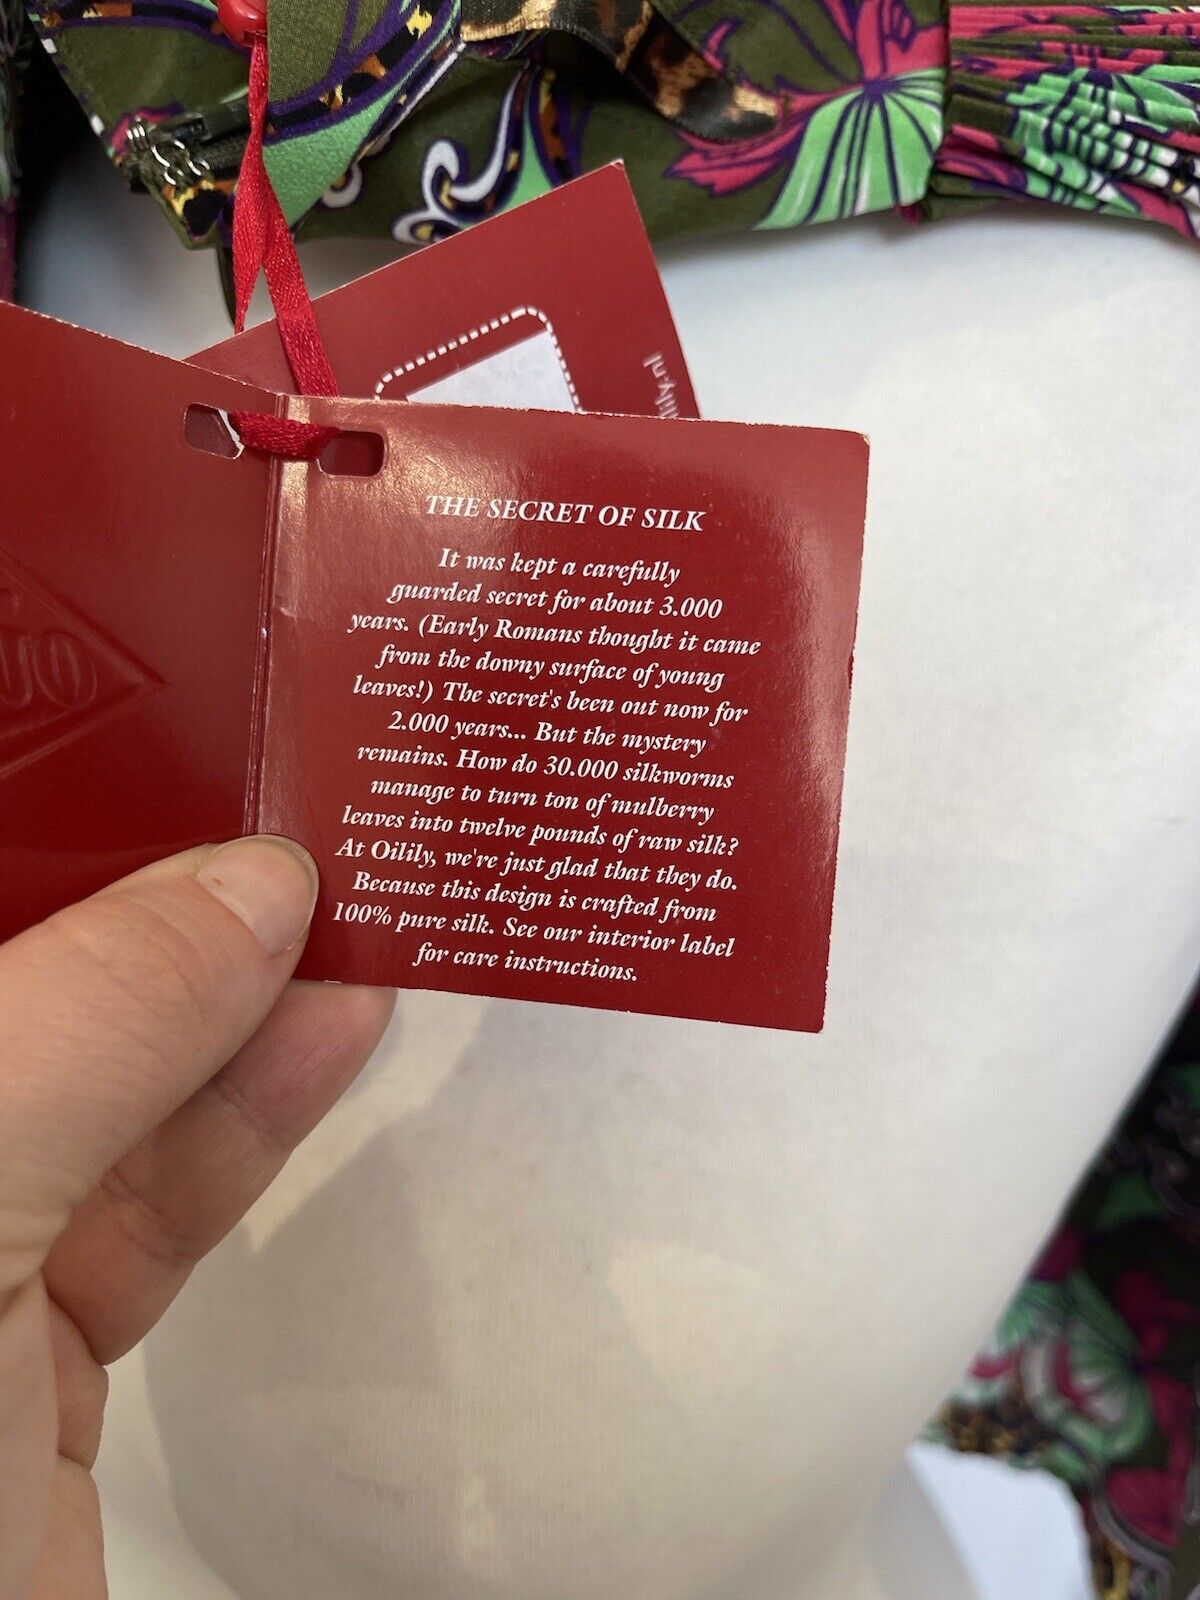 THE SECRET OF SILK
It was kept a carefully
guarded secret for about 3.000
years. (Early Romans thought it came
from the downy surface of young
leaves!) The secret's been out now for
2.000 years... But the mystery
remains. How do 30.000 silkworms
manage to turn ton of mulberry
leaves into twelve pounds of raw silk?
At Oilily, we're just glad that they do.
Because this design is crafted from
100% pure silk. See our interior label
for care instructions.